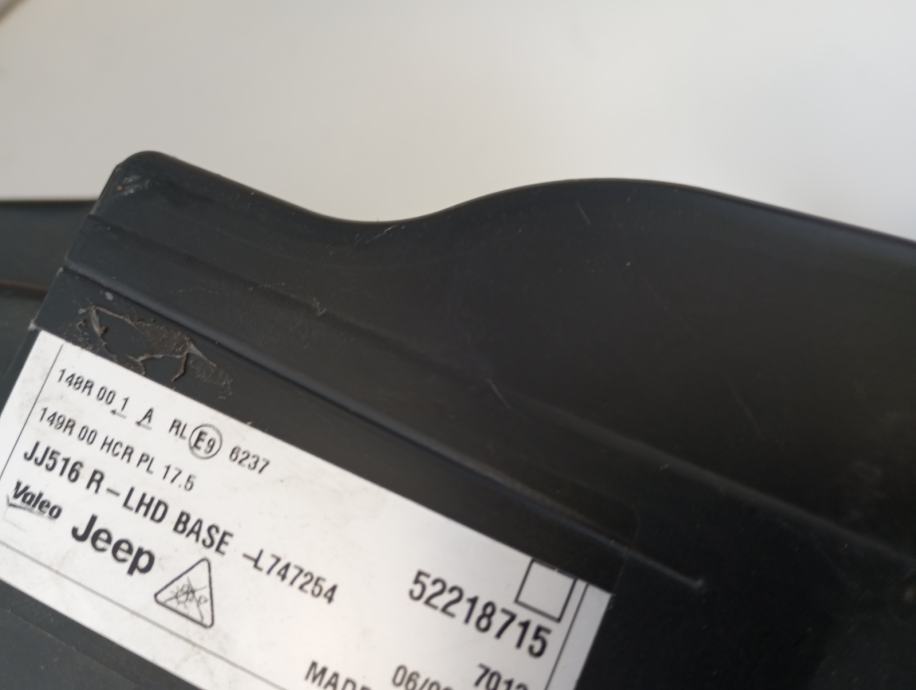 148R 00 1 A RL E9 6237
149R 00 HCR PL 17.5
JJ516 R-LHD BASE -L747254
Valeo Jeep 52218715